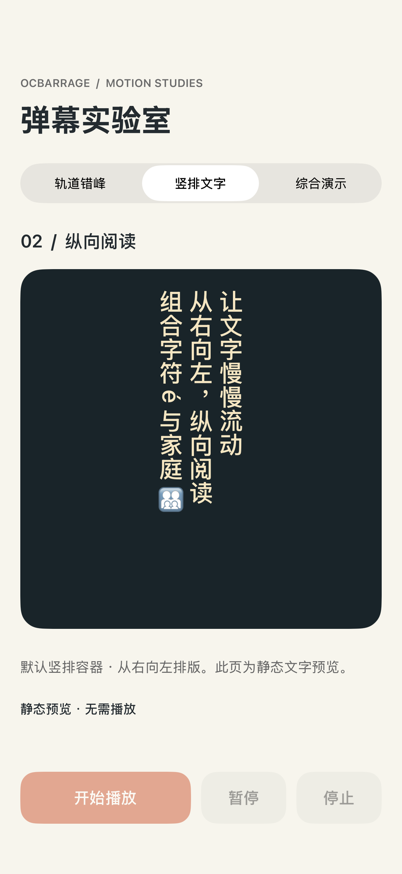 OCBARRAGE / MOTION STUDIES
弹幕实验室
轨道错峰
竖排文字
综合演示
02 / 纵向阅读
让文字慢慢流动
从右向左，纵向阅读
组合字符é与家庭👨‍👩‍👧‍👦
默认竖排容器 · 从右向左排版。此页为静态文字预览。
静态预览 · 无需播放
开始播放
暂停
停止